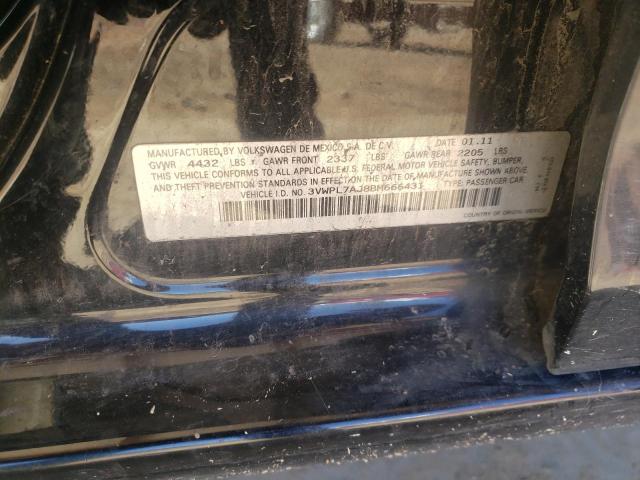 MANUFACTURED BY VOLKSWAGEN DE MEXICO, S.A. DE C.V. DATE 01.11
GVWR 4432 LBS GAWR FRONT 2337 LBS GAWR REAR 2205 LBS
THIS VEHICLE CONFORMS TO ALL APPLICABLE U.S. FEDERAL MOTOR VEHICLE SAFETY, BUMPER,
AND THEFT PREVENTION STANDARDS IN EFFECT ON THE DATE OF MANUFACTURE SHOWN ABOVE.
VEHICLE I.D. NO. 3VWPL7AJ8BM666431 TYPE: PASSENGER CAR
COUNTRY OF ORIGIN: MEXICO